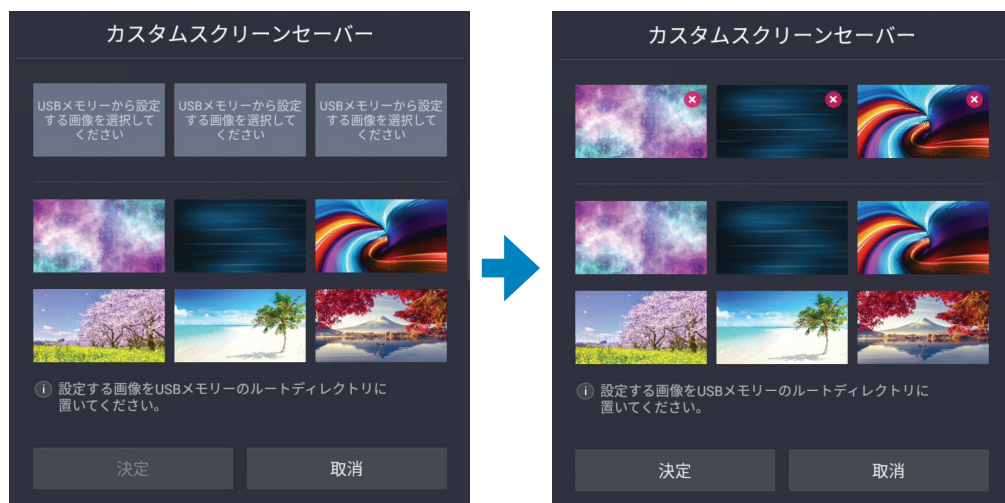 カスタムスクリーンセーバー
USBメモリーから設定
する画像を選択して
ください
USBメモリーから設定
する画像を選択して
ください
USBメモリーから設定
する画像を選択して
ください
設定する画像をUSBメモリーのルートディレクトリに
置いてください。
決定
取消
カスタムスクリーンセーバー
設定する画像をUSBメモリーのルートディレクトリに
置いてください。
決定
取消